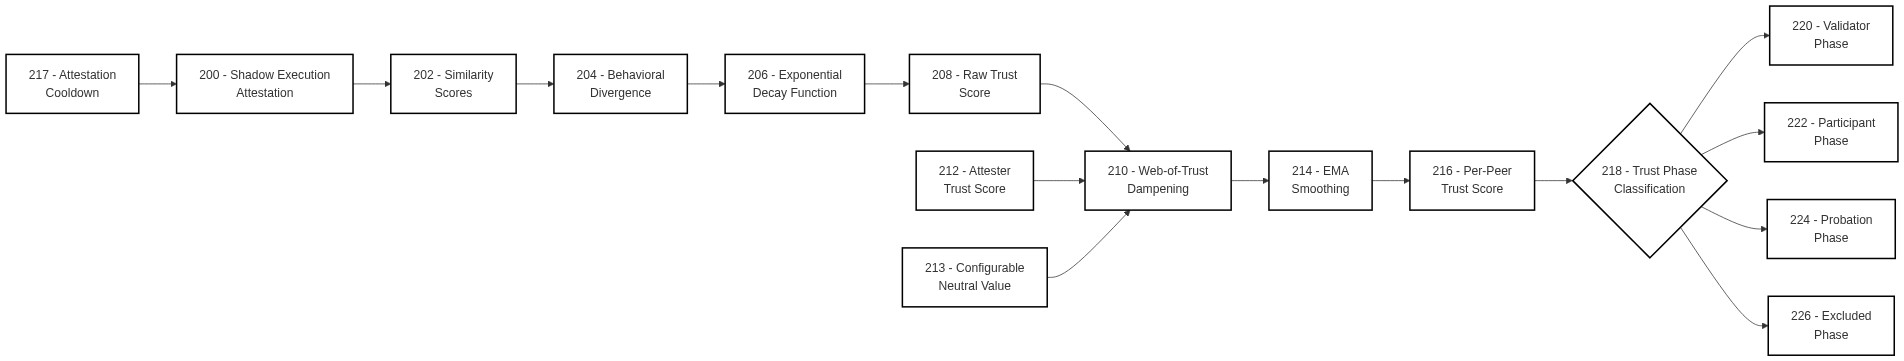 217 - Attestation
Cooldown
200 - Shadow Execution
Attestation
202 - Similarity
Scores
204 - Behavioral
Divergence
206 - Exponential
Decay Function
208 - Raw Trust
Score
212 - Attester
Trust Score
213 - Configurable
Neutral Value
210 - Web-of-Trust
Dampening
214 - EMA
Smoothing
216 - Per-Peer
Trust Score
218 - Trust Phase
Classification
220 - Validator
Phase
222 - Participant
Phase
224 - Probation
Phase
226 - Excluded
Phase